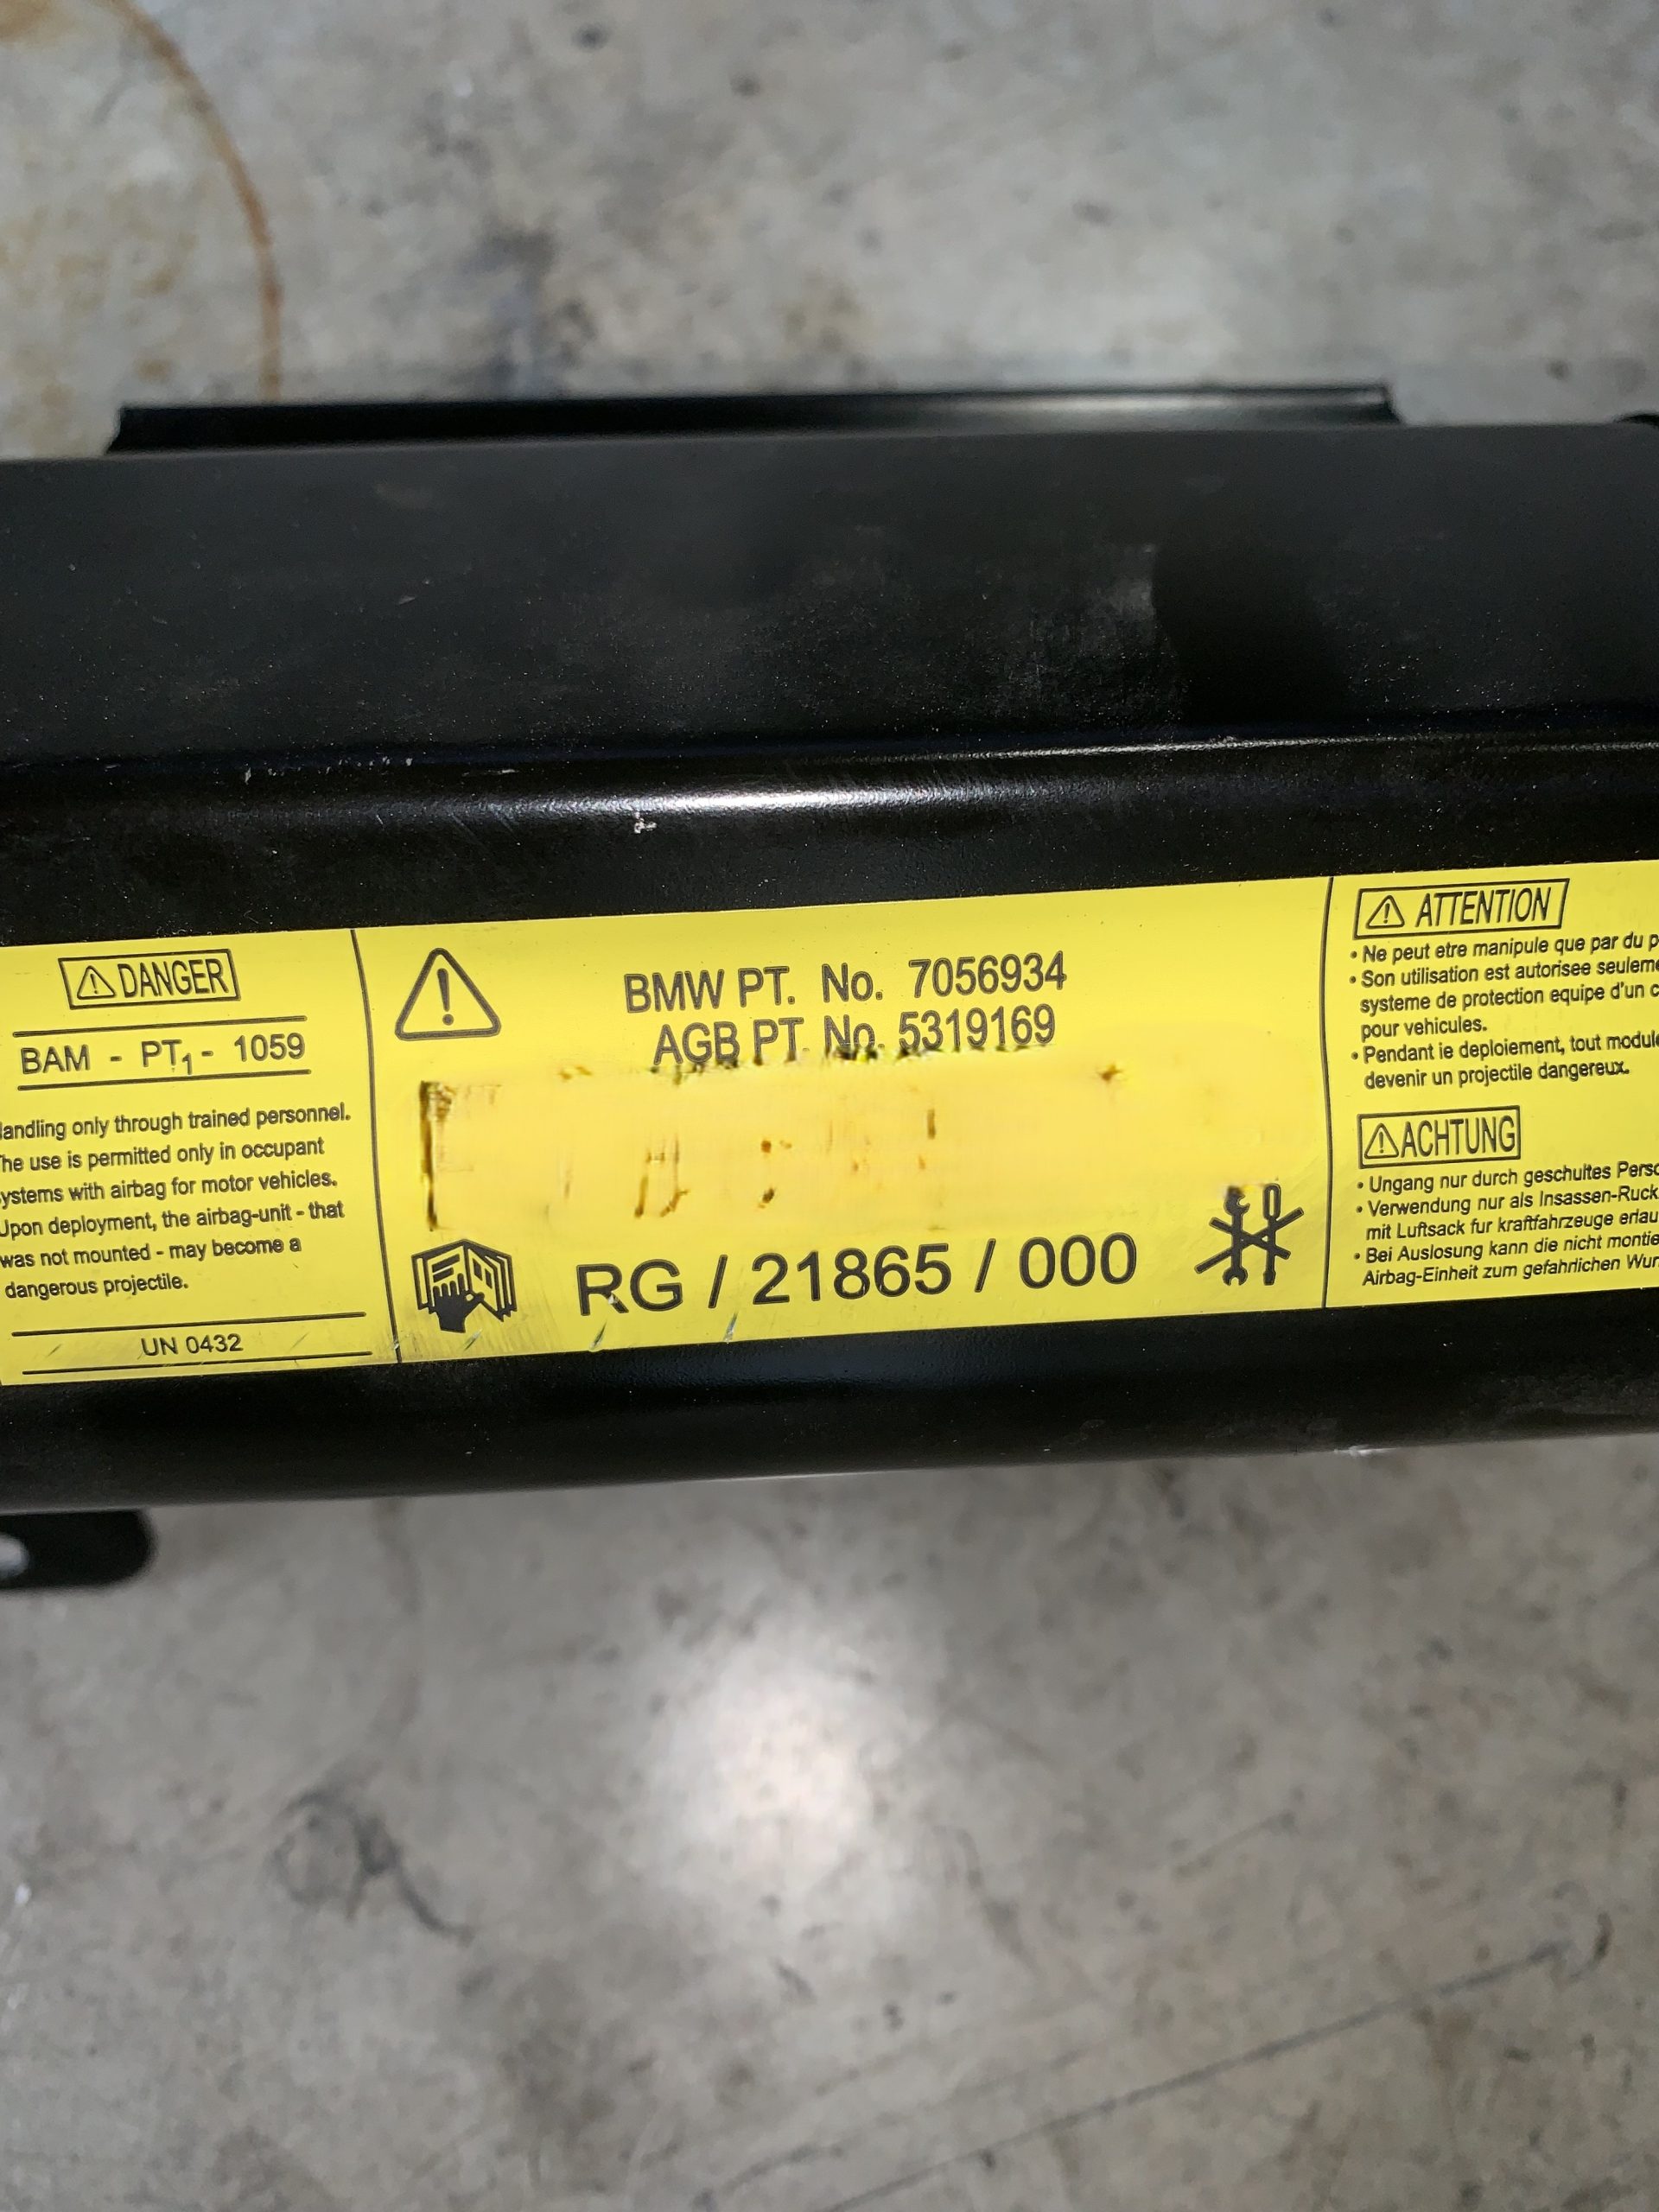 DANGER
BAM - PT1 - 1059
andling only through trained personnel.
he use is permitted only in occupant
ystems with airbag for motor vehicles.
Upon deployment, the airbag-unit - that
was not mounted - may become a
dangerous projectile.
UN 0432
BMW PT. No. 7056934
AGB PT. No. 5319169
RG / 21865 / 000
ATTENTION
• Ne peut etre manipule que par du p
• Son utilisation est autorisee seuleme
systeme de protection equipe d'un c
pour vehicules.
• Pendant ie deploiement, tout module
devenir un projectile dangereux.
ACHTUNG
• Ungang nur durch geschultes Perso
• Verwendung nur als Insassen-Ruck
mit Luftsack fur kraftfahrzeuge erlau
• Bei Auslosung kann die nicht montie
Airbag-Einheit zum gefahrlichen Wur